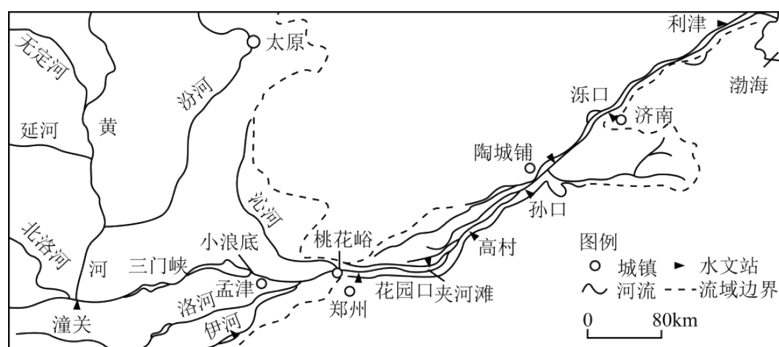 利津
无定河
太原
渤海
汾河
泺口
济南
延河
黄
陶城铺
沁河
孙口
北洛河
小浪底
桃花峪
高村
图例
河
三门峡
城镇
水文站
孟津
花园口
夹河滩
河流
流域边界
洛河
郑州
潼关
伊河
0
80km